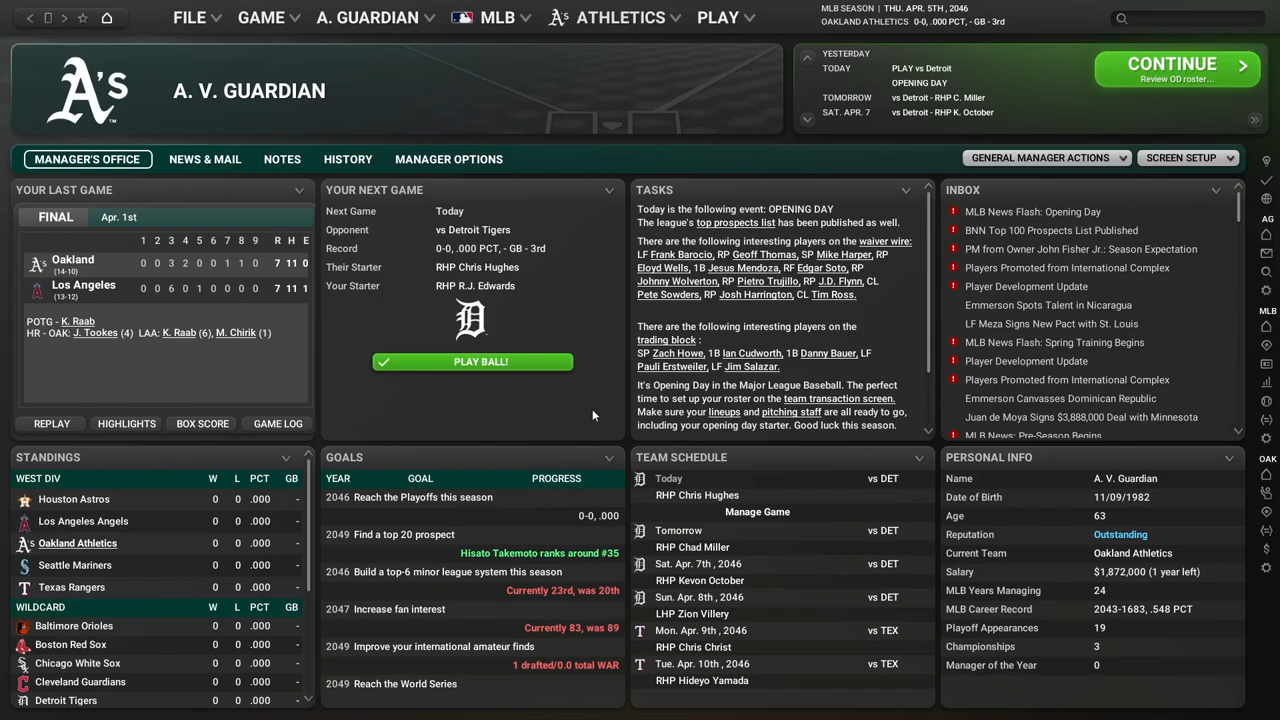 FILE
GAME
A. GUARDIAN
MLB
A's
ATHLETICS
PLAY
MLB SEASON | THU. APR. 5TH, 2046
OAKLAND ATHLETICS 0-0, .000 PCT, - GB - 3rd
A's
A. V. GUARDIAN
YESTERDAY
TODAY PLAY vs Detroit
OPENING DAY
TOMORROW vs Detroit - RHP C. Miller
SAT. APR. 7 vs Detroit - RHP K. October
CONTINUE
Review OD roster...
MANAGER'S OFFICE
NEWS & MAIL
NOTES
HISTORY
MANAGER OPTIONS
GENERAL MANAGER ACTIONS
SCREEN SETUP
YOUR LAST GAME
FINAL Apr. 1st
1 2 3 4 5 6 7 8 9 R H E
Oakland 0 0 3 2 0 0 1 1 0 7 11 0
(14-10)
Los Angeles 0 0 6 0 1 0 0 0 0 7 11 1
(13-12)
POTG - K. Raab
HR - OAK: J. Tookes (4) LAA: K. Raab (6), M. Chirik (1)
REPLAY
HIGHLIGHTS
BOX SCORE
GAME LOG
YOUR NEXT GAME
Next Game Today
Opponent vs Detroit Tigers
Record 0-0, .000 PCT, - GB - 3rd
Their Starter RHP Chris Hughes
Your Starter RHP R.J. Edwards
PLAY BALL!
TASKS
Today is the following event: OPENING DAY
The league's top prospects list has been published as well.
There are the following interesting players on the waiver wire:
LF Frank Barocio, RP Geoff Thomas, SP Mike Harper, RP
Eloyd Wells, 1B Jesus Mendoza, RF Edgar Soto, RP
Johnny Wolverton, RP Pietro Trujillo, RP J.D. Flynn, CL
Pete Sowders, RP Josh Harrington, CL Tim Ross.
There are the following interesting players on the
trading block :
SP Zach Howe, 1B Ian Cudworth, 1B Danny Bauer, LF
Pauli Erstweiler, LF Jim Salazar.
It's Opening Day in the Major League Baseball. The perfect
time to set up your roster on the team transaction screen.
Make sure your lineups and pitching staff are all ready to go,
including your opening day starter. Good luck this season.
INBOX
MLB News Flash: Opening Day
BNN Top 100 Prospects List Published
PM from Owner John Fisher Jr.: Season Expectation
Players Promoted from International Complex
Player Development Update
Emmerson Spots Talent in Nicaragua
LF Meza Signs New Pact with St. Louis
MLB News Flash: Spring Training Begins
Player Development Update
Players Promoted from International Complex
Emmerson Canvasses Dominican Republic
Juan de Moya Signs $3,888,000 Deal with Minnesota
MLB News: Pre-Season Begins
AG
MLB
OAK
STANDINGS
WEST DIV W L PCT GB
Houston Astros 0 0 .000 -
Los Angeles Angels 0 0 .000 -
Oakland Athletics 0 0 .000 -
Seattle Mariners 0 0 .000 -
Texas Rangers 0 0 .000 -
WILDCARD W L PCT GB
Baltimore Orioles 0 0 .000 -
Boston Red Sox 0 0 .000 -
Chicago White Sox 0 0 .000 -
Cleveland Guardians 0 0 .000 -
Detroit Tigers 0 0 .000 -
GOALS
YEAR GOAL PROGRESS
2046 Reach the Playoffs this season
0-0, .000
2049 Find a top 20 prospect
Hisato Takemoto ranks around #35
2046 Build a top-6 minor league system this season
Currently 23rd, was 20th
2047 Increase fan interest
Currently 83, was 89
2049 Improve your international amateur finds
1 drafted/0.0 total WAR
2049 Reach the World Series
TEAM SCHEDULE
Today vs DET
RHP Chris Hughes
Manage Game
Tomorrow vs DET
RHP Chad Miller
Sat. Apr. 7th , 2046 vs DET
RHP Kevon October
Sun. Apr. 8th , 2046 vs DET
LHP Zion Villery
Mon. Apr. 9th , 2046 vs TEX
RHP Chris Christ
Tue. Apr. 10th , 2046 vs TEX
RHP Hideyo Yamada
PERSONAL INFO
Name A. V. Guardian
Date of Birth 11/09/1982
Age 63
Reputation Outstanding
Current Team Oakland Athletics
Salary $1,872,000 (1 year left)
MLB Years Managing 24
MLB Career Record 2043-1683, .548 PCT
Playoff Appearances 19
Championships 3
Manager of the Year 0